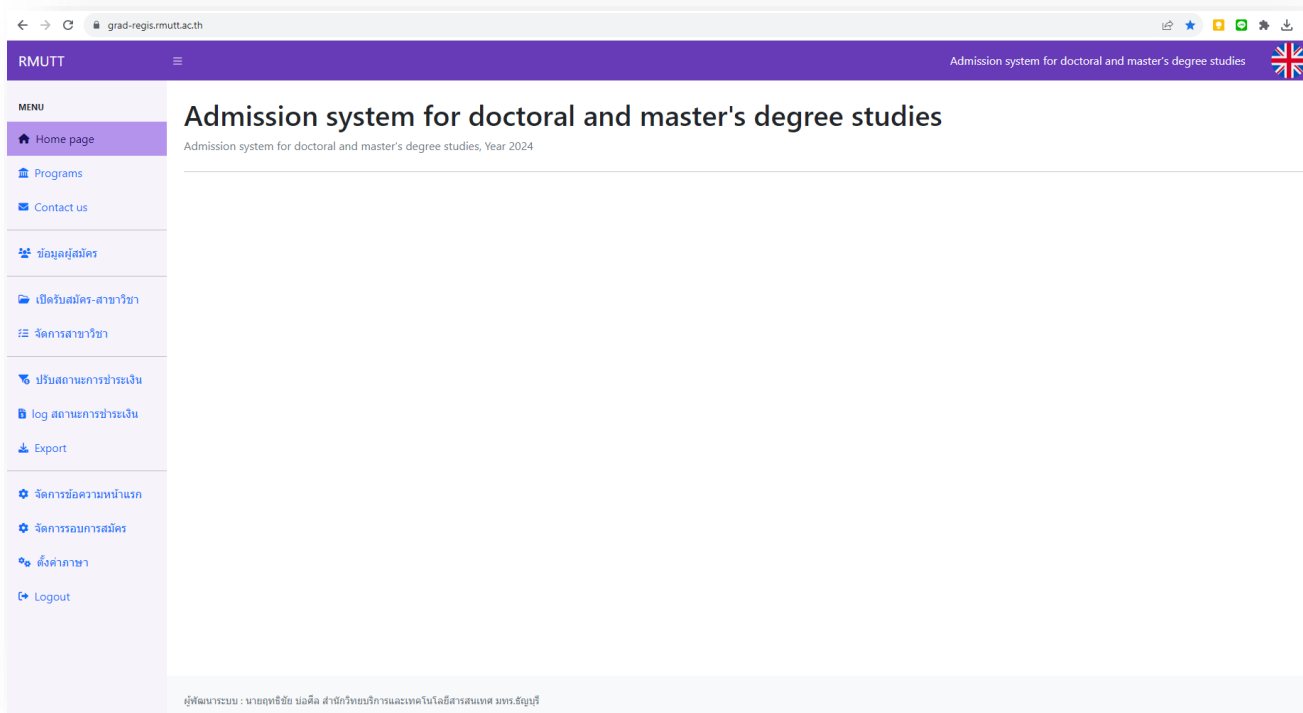 grad-regis.rmutt.ac.th
RMUTT
Admission system for doctoral and master's degree studies
MENU
Home page
Programs
Contact us
ข้อมูลผู้สมัคร
เปิดรับสมัคร-สาขาวิชา
จัดการสาขาวิชา
ปรับสถานะการชำระเงิน
log สถานะการชำระเงิน
Export
จัดการข้อความหน้าแรก
จัดการรอบการสมัคร
ตั้งค่าภาษา
Logout
Admission system for doctoral and master's degree studies
Admission system for doctoral and master's degree studies, Year 2024
ผู้พัฒนาระบบ : นายฤทธิชัย บ่อศิล สำนักวิทยบริการและเทคโนโลยีสารสนเทศ มทร.ธัญบุรี